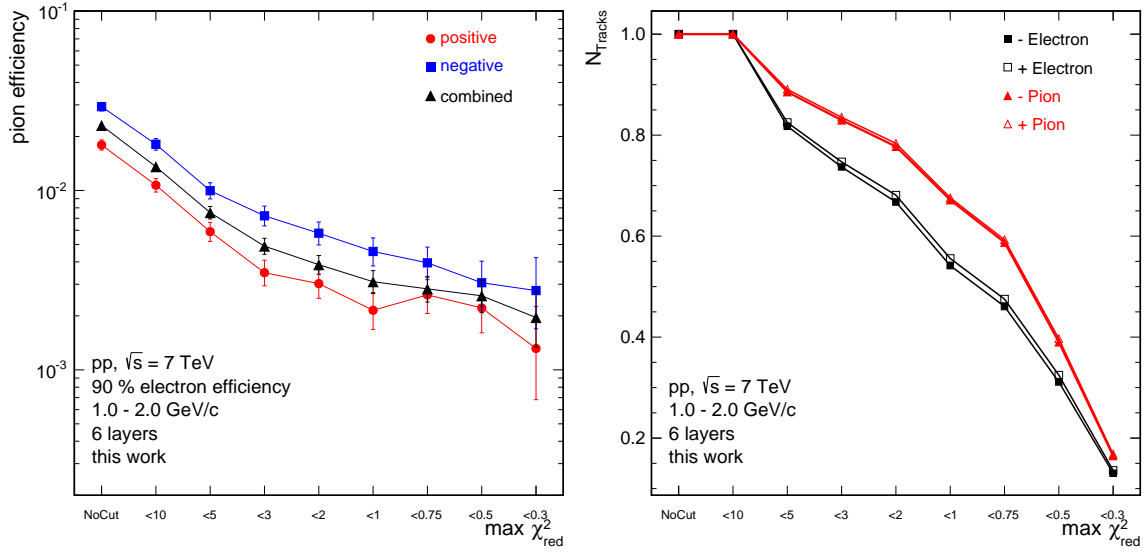 pion efficiency
10⁻¹
10⁻²
10⁻³
positive
negative
combined
pp, √s = 7 TeV
90 % electron efficiency
1.0 - 2.0 GeV/c
6 layers
this work
NoCut <10 <5 <3 <2 <1 <0.75 <0.5 <0.3
max χ²red
N Tracks
1.0
0.8
0.6
0.4
0.2
- Electron
+ Electron
- Pion
+ Pion
pp, √s = 7 TeV
1.0 - 2.0 GeV/c
6 layers
this work
NoCut <10 <5 <3 <2 <1 <0.75 <0.5 <0.3
max χ²red